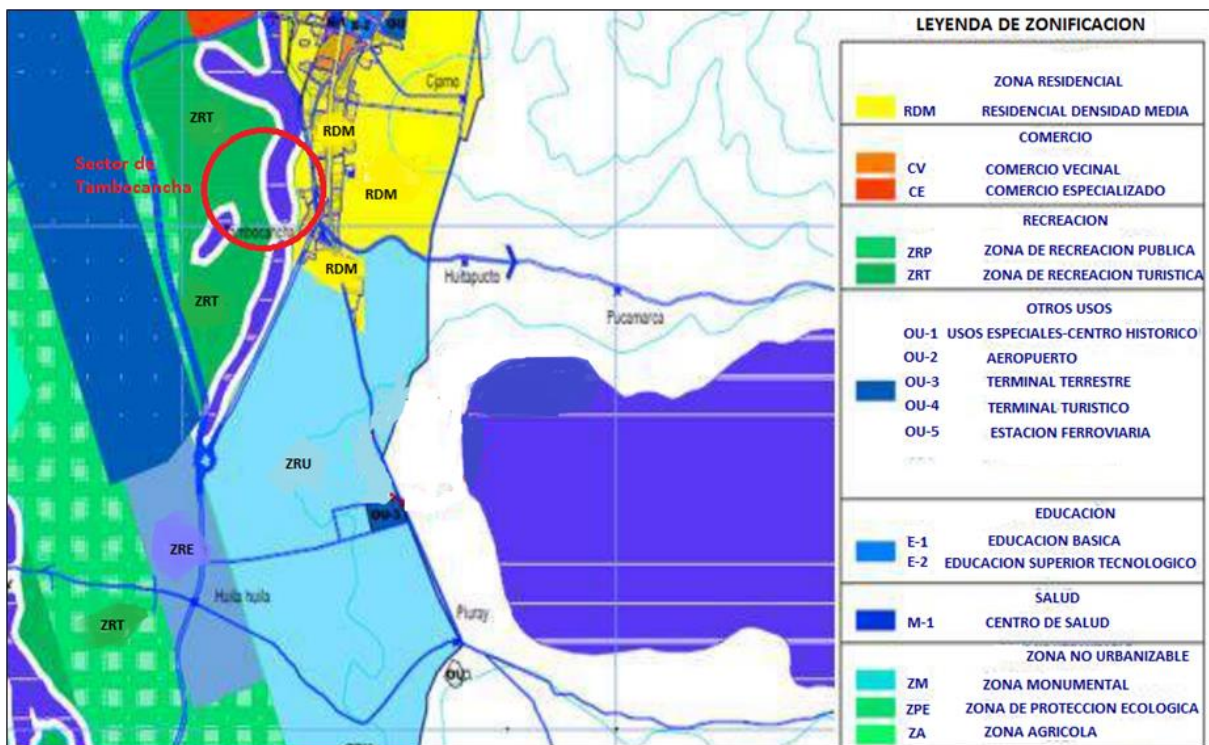 LEYENDA DE ZONIFICACION
ZONA RESIDENCIAL
RDM RESIDENCIAL DENSIDAD MEDIA
COMERCIO
CV COMERCIO VECINAL
CE COMERCIO ESPECIALIZADO
RECREACION
ZRP ZONA DE RECREACION PUBLICA
ZRT ZONA DE RECREACION TURISTICA
OTROS USOS
OU-1 USOS ESPECIALES-CENTRO HISTORICO
OU-2 AEROPUERTO
OU-3 TERMINAL TERRESTRE
OU-4 TERMINAL TURISTICO
OU-5 ESTACION FERROVIARIA
EDUCACION
E-1 EDUCACION BASICA
E-2 EDUCACION SUPERIOR TECNOLOGICO
SALUD
M-1 CENTRO DE SALUD
ZONA NO URBANIZABLE
ZM ZONA MONUMENTAL
ZPE ZONA DE PROTECCION ECOLOGICA
ZA ZONA AGRICOLA
Cjamo
ZRT
RDM
Sector de
Tambocancha
RDM
Tambocancha
RDM
Huitapucto
ZRT
Pucamarca
ZRU
OU-3
ZRE
Huila huila
Piuray
ZRT